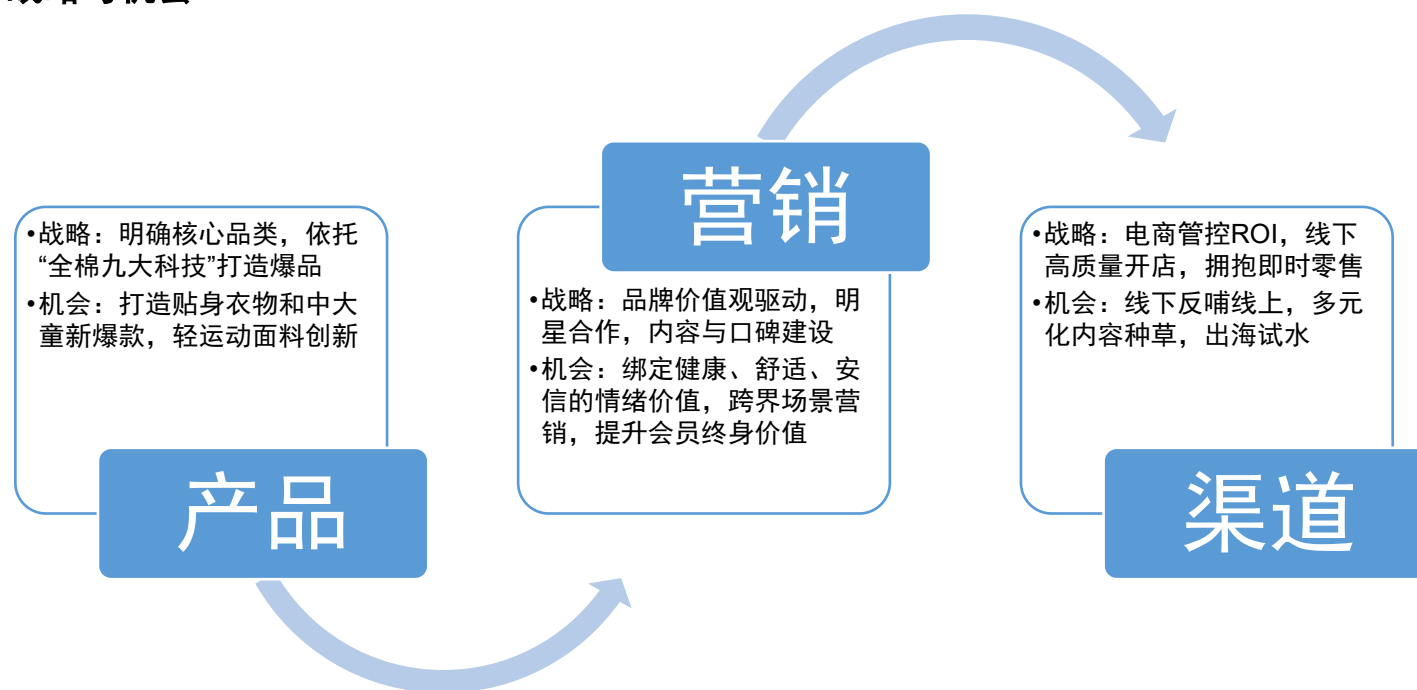 •战略：明确核心品类，依托
“全棉九大科技”打造爆品
•机会：打造贴身衣物和中大
童新爆款，轻运动面料创新
产品
营销
•战略：品牌价值观驱动，明
星合作，内容与口碑建设
•机会：绑定健康、舒适、安
信的情绪价值，跨界场景营
销，提升会员终身价值
•战略：电商管控ROI，线下
高质量开店，拥抱即时零售
•机会：线下反哺线上，多元
化内容种草，出海试水
渠道